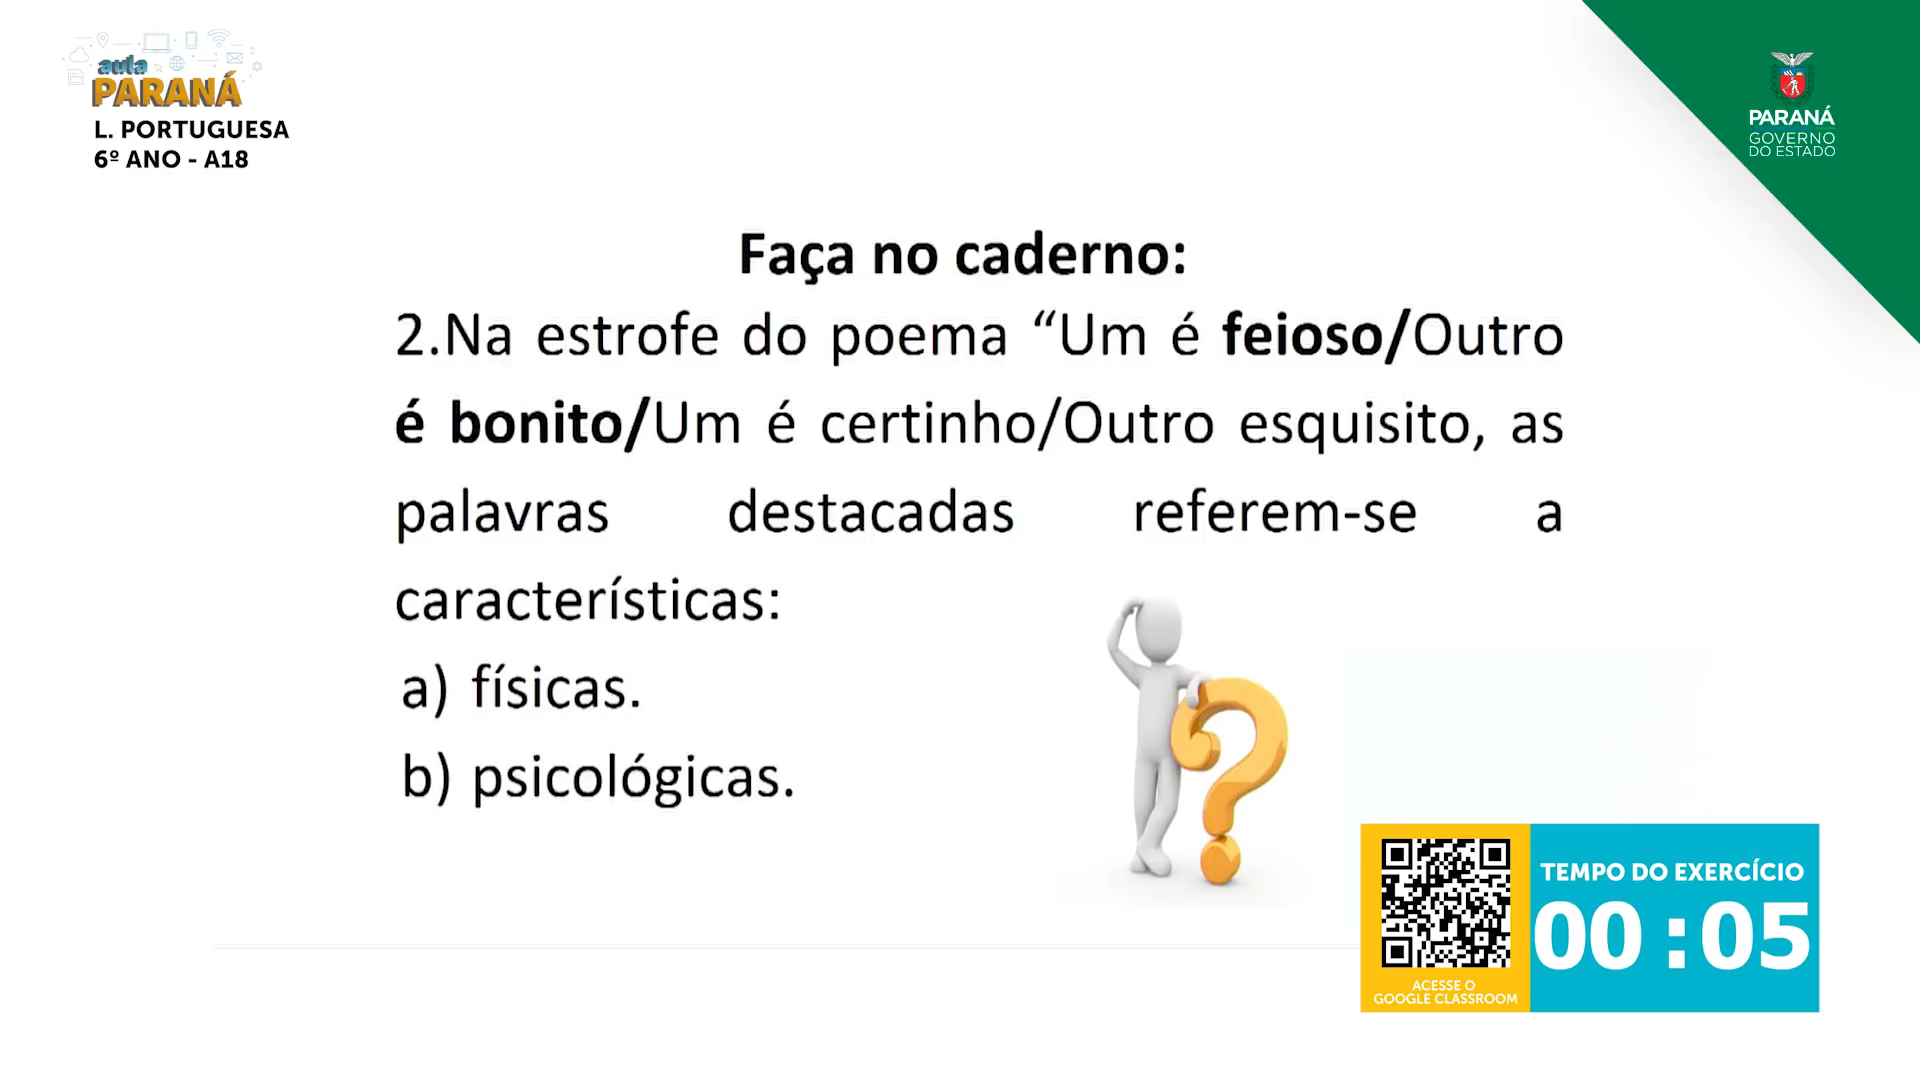 aula
PARANÁ
L. PORTUGUESA
6º ANO - A18
PARANÁ
GOVERNO
DO ESTADO
Faça no caderno:
2.Na estrofe do poema “Um é feioso/Outro
é bonito/Um é certinho/Outro esquisito, as
palavras destacadas referem-se a
características:
a) físicas.
b) psicológicas.
TEMPO DO EXERCÍCIO
00:05
ACESSE O
GOOGLE CLASSROOM